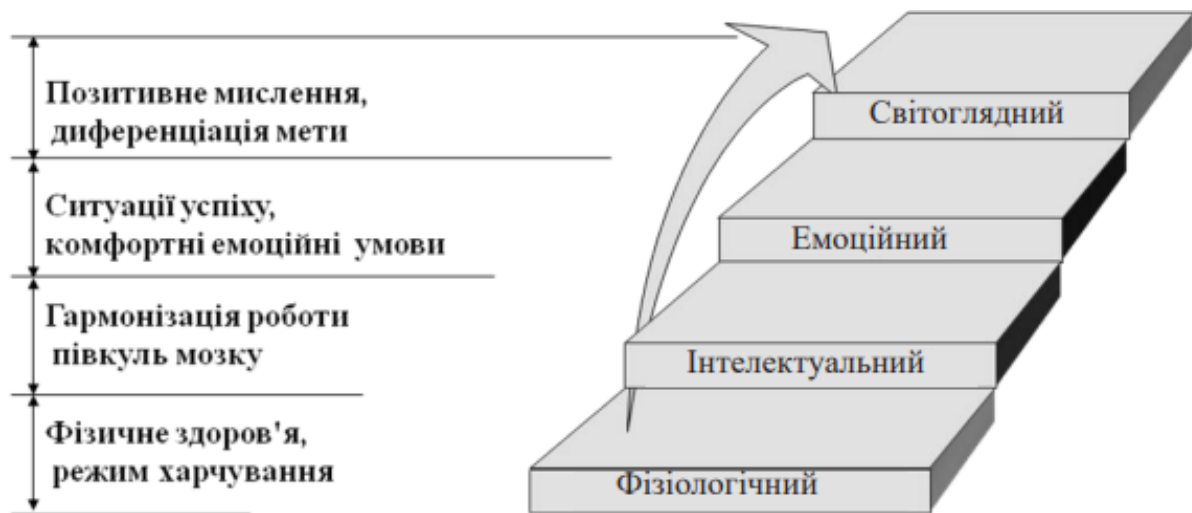 Позитивне мислення,
диференціація мети
Світоглядний
Ситуації успіху,
комфортні емоційні умови
Емоційний
Гармонізація роботи
півкуль мозку
Інтелектуальний
Фізичне здоров'я,
режим харчування
Фізіологічний